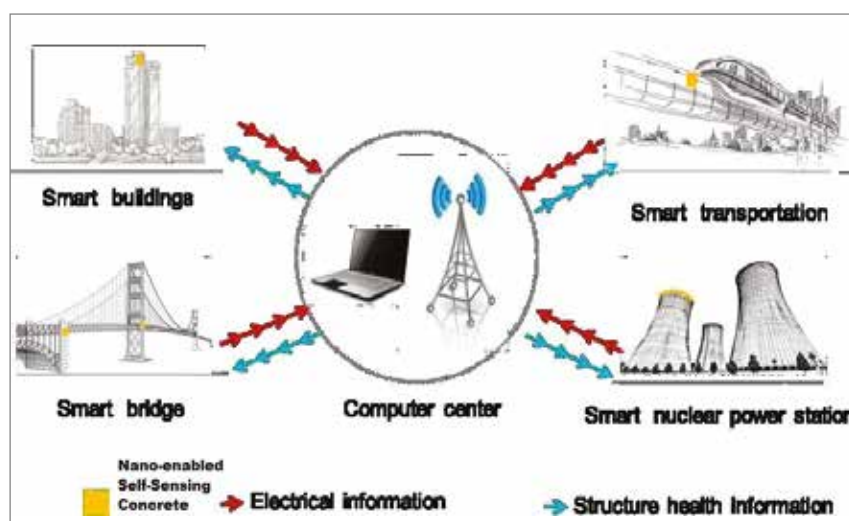 Smart buildings
Smart transportation
Smart bridge
Computer center
Smart nuclear power station
Nano-enabled
Self-Sensing
Concrete
Electrical information
Structure health Information